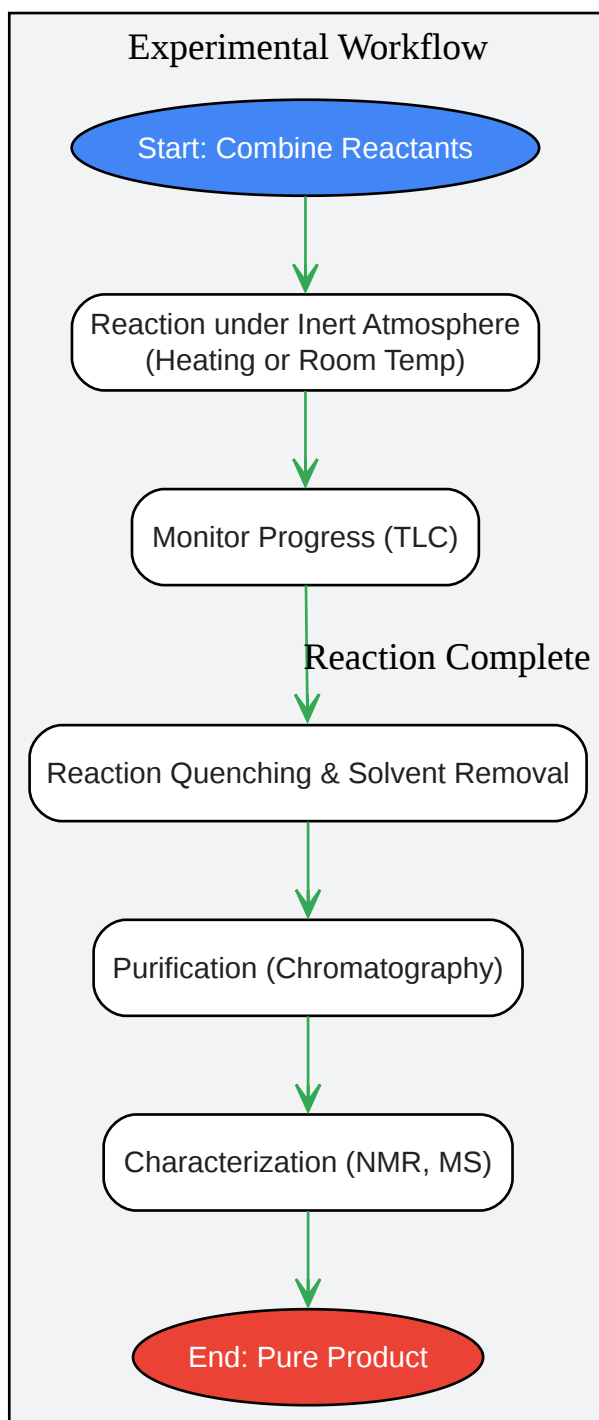 Experimental Workflow
Start: Combine Reactants
Reaction under Inert Atmosphere
(Heating or Room Temp)
Monitor Progress (TLC)
Reaction Complete
Reaction Quenching & Solvent Removal
Purification (Chromatography)
Characterization (NMR, MS)
End: Pure Product